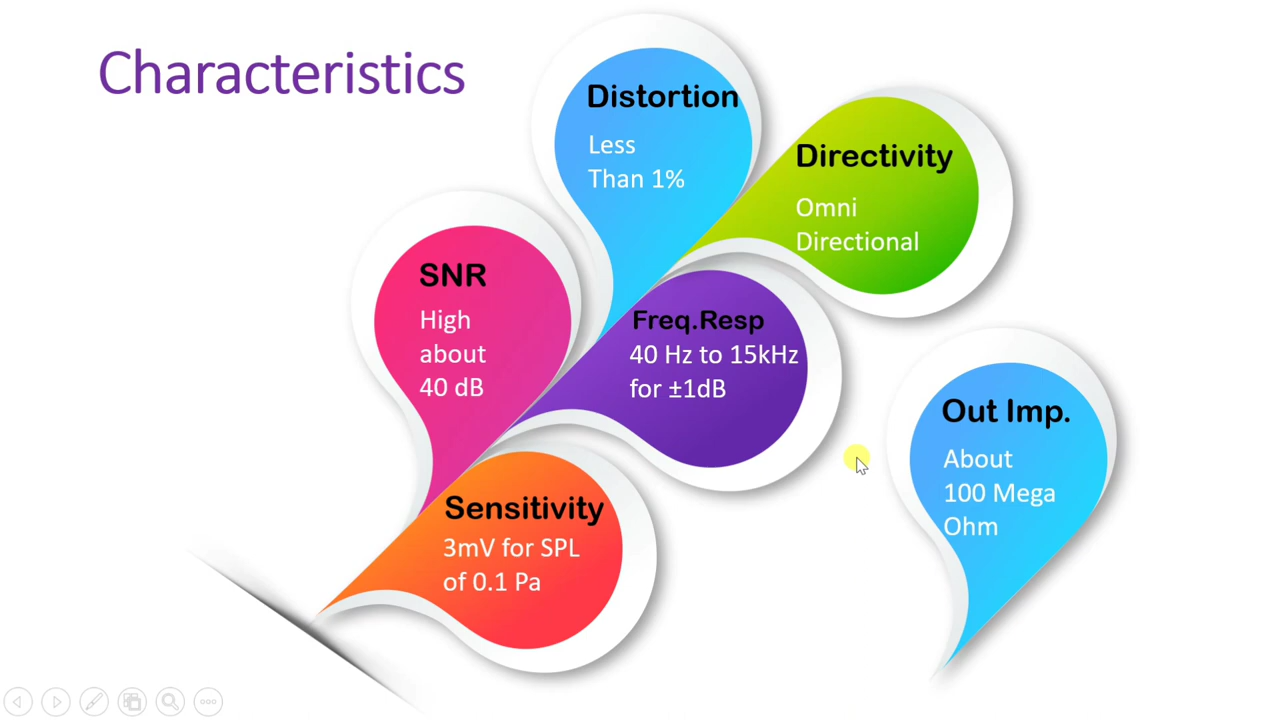 Characteristics
Distortion
Less
Than 1%
Directivity
Omni
Directional
SNR
High
about
40 dB
Freq.Resp
40 Hz to 15kHz
for ±1dB
Out Imp.
About
100 Mega
Ohm
Sensitivity
3mV for SPL
of 0.1 Pa